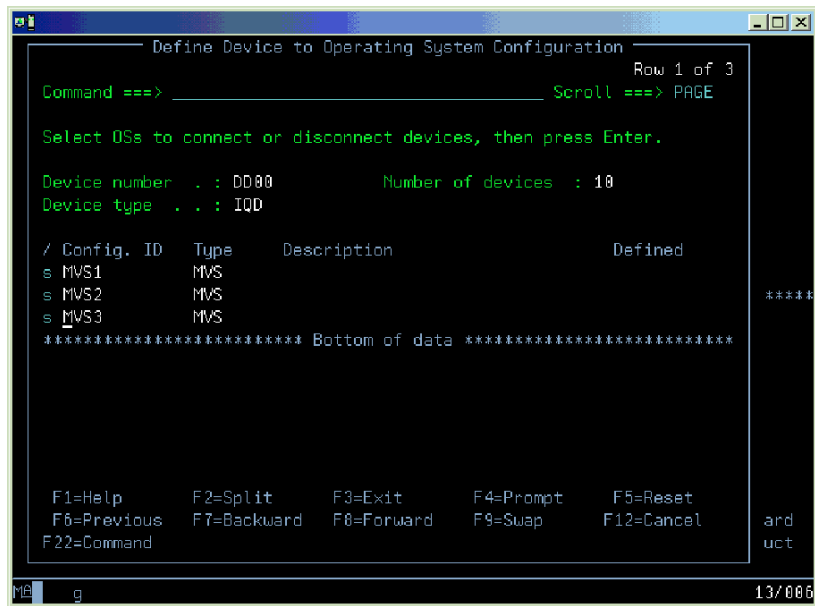 Define Device to Operating System Configuration
Row 1 of 3
Command ===> _____________________________________ Scroll ===> PAGE
Select OSs to connect or disconnect devices, then press Enter.
Device number . : DD00 Number of devices : 10
Device type . . : IQD
/ Config. ID Type Description Defined
s MVS1 MVS
s MVS2 MVS
*****
s MVS3 MVS
************************** Bottom of data ***************************
F1=Help F2=Split F3=Exit F4=Prompt F5=Reset
F6=Previous F7=Backward F8=Forward F9=Swap F12=Cancel
ard
F22=Command
uct
MA g 13/006